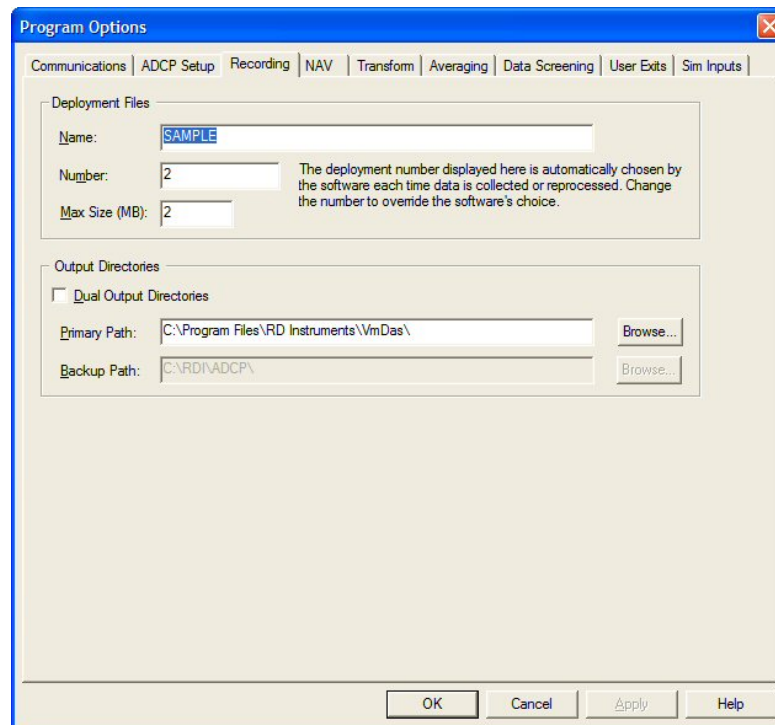 Program Options
Communications ADCP Setup Recording NAV Transform Averaging Data Screening User Exits Sim Inputs
Deployment Files
Name: SAMPLE
Number: 2
The deployment number displayed here is automatically chosen by
the software each time data is collected or reprocessed. Change
the number to override the software's choice.
Max Size (MB): 2
Output Directories
Dual Output Directories
Primary Path: C:\Program Files\RD Instruments\VmDas\ Browse...
Backup Path: C:\RDI\ADCP\ Browse...
OK Cancel Apply Help